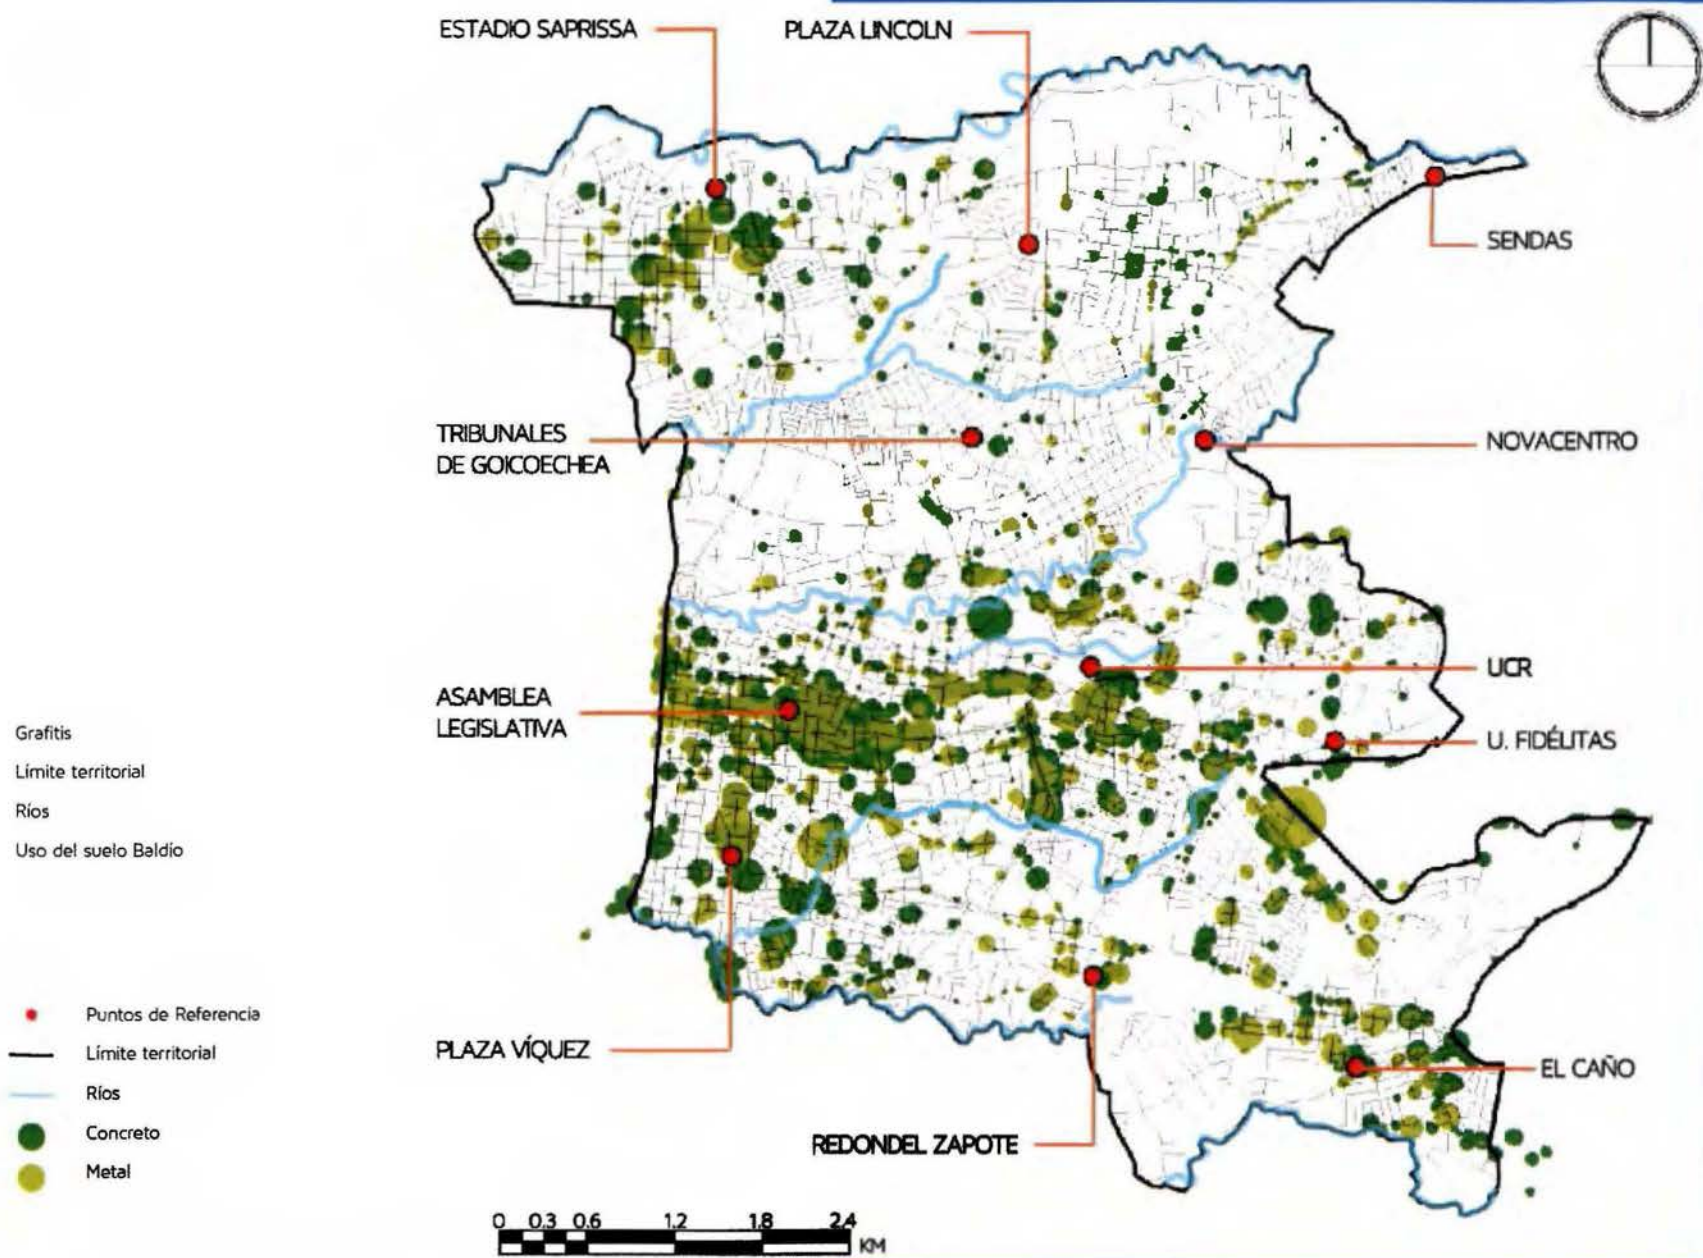 ESTADIO SAPRISSA
PLAZA LINCOLN
SENDAS
TRIBUNALES
DE GOICOECHEA
NOVACENTRO
UCR
ASAMBLEA
LEGISLATIVA
U. FIDÉLITAS
Grafitis
Límite territorial
Ríos
Uso del suelo Baldío
Puntos de Referencia
Límite territorial
Ríos
Concreto
Metal
PLAZA VÍQUEZ
EL CAÑO
REDONDEL ZAPOTE
0 0.3 0.6 1.2 1.8 2.4
KM